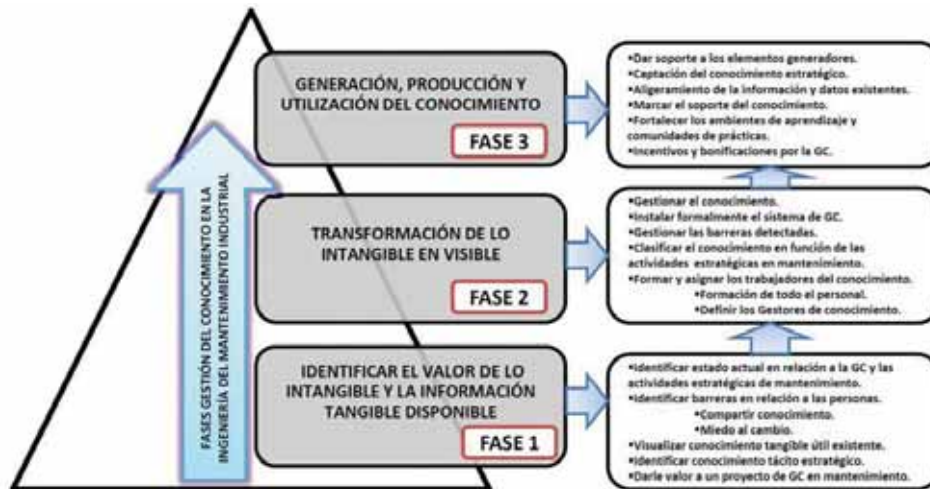 GENERACIÓN, PRODUCCIÓN Y
UTILIZACIÓN DEL CONOCIMIENTO
FASE 3
▪Dar soporte a los elementos generadores.
▪Captación del conocimiento estratégico.
▪Aligeramiento de la información y datos existentes.
▪Marcar el soporte del conocimiento.
▪Fortalecer los ambientes de aprendizaje y
comunidades de prácticas.
▪Incentivos y bonificaciones por la GC.
FASES GESTIÓN DEL CONOCIMIENTO EN LA
INGENIERÍA DEL MANTENIMIENTO INDUSTRIAL
TRANSFORMACIÓN DE LO
INTANGIBLE EN VISIBLE
FASE 2
▪Gestionar el conocimiento.
▪Instalar formalmente el sistema de GC.
▪Gestionar las barreras detectadas.
▪Clasificar el conocimiento en función de las
actividades estratégicas en mantenimiento.
▪Formar y asignar los trabajadores del conocimiento.
▪Formación de todo el personal.
▪Definir los Gestores de conocimiento.
IDENTIFICAR EL VALOR DE LO
INTANGIBLE Y LA INFORMACIÓN
TANGIBLE DISPONIBLE
FASE 1
▪Identificar estado actual en relación a la GC y las
actividades estratégicas de mantenimiento.
▪Identificar barreras en relación a las personas.
▪Compartir conocimiento.
▪Miedo al cambio.
▪Visualizar conocimiento tangible útil existente.
▪Identificar conocimiento tácito estratégico.
▪Darle valor a un proyecto de GC en mantenimiento.